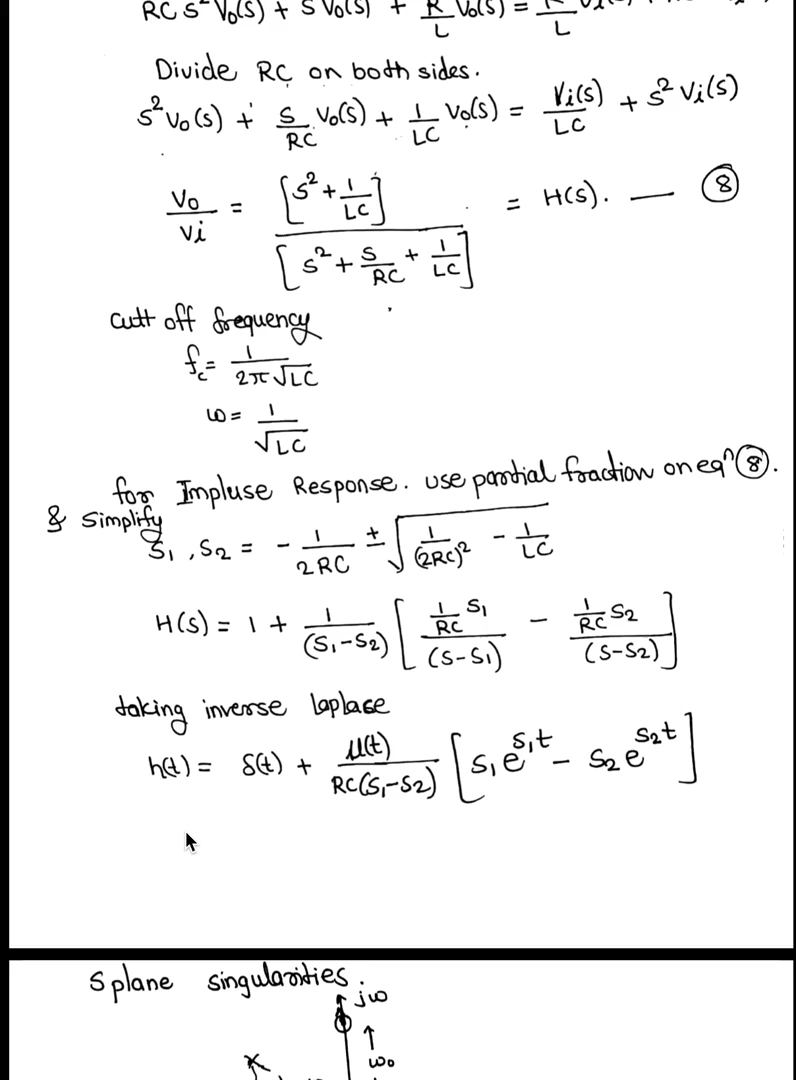 RCS² Vo(s) + S Vo(s) + R/L Vo(s) =
Divide RC on both sides.
s² Vo(s) + S/RC Vo(s) + 1/LC Vo(s) = Vi(s)/LC + s² Vi(s)
Vo/Vi = [s² + 1/LC] / [s² + S/RC + 1/LC] = H(s). — ⑧
cutt off frequency
fc = 1/2π√LC
ω = 1/√LC
for Impluse Response. use partial fraction on eqⁿ ⑧.
& simplify
S1, S2 = - 1/2RC ± √(1/(2RC)² - 1/LC)
H(s) = 1 + 1/(S1-S2) [ (1/RC S1)/(S-S1) - (1/RC S2)/(S-S2) ]
taking inverse laplase
h(t) = δ(t) + μ(t)/RC(S1-S2) [ S1 e^S1t - S2 e^S2t ]
S plane singularities.
jω
ω0